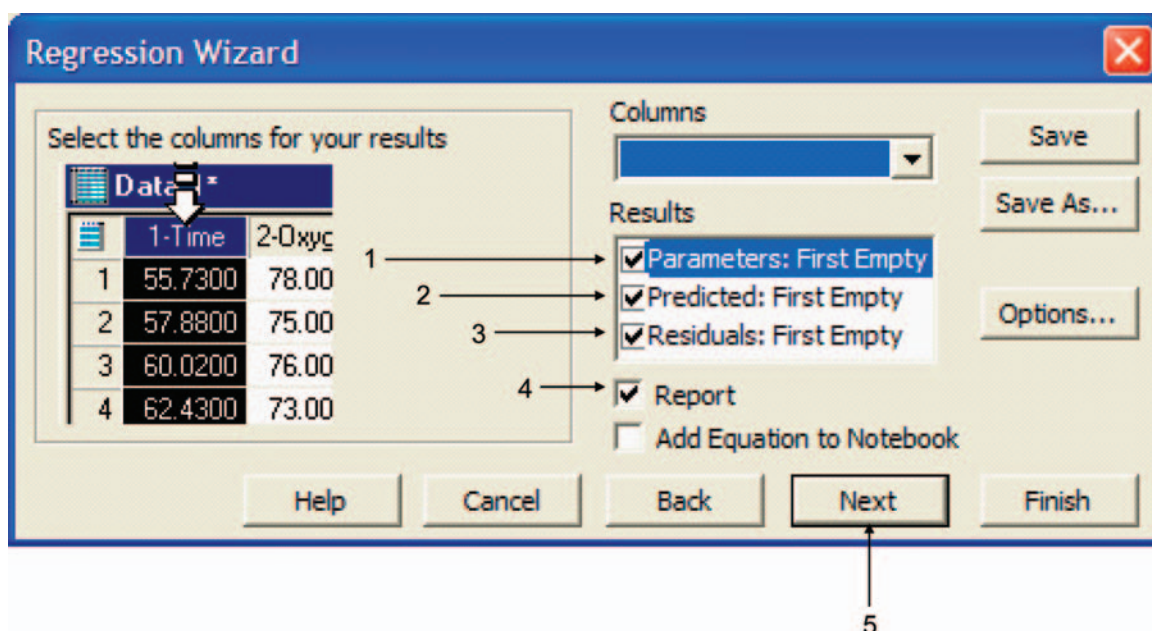 Regression Wizard
Select the columns for your results
Data 1*
1-Time 2-Oxyg
1 55.7300 78.00
2 57.8800 75.00
3 60.0200 76.00
4 62.4300 73.00
Columns
Results
1
Parameters: First Empty
2
Predicted: First Empty
3
Residuals: First Empty
4
Report
Add Equation to Notebook
Save
Save As...
Options...
Help Cancel Back Next Finish
5